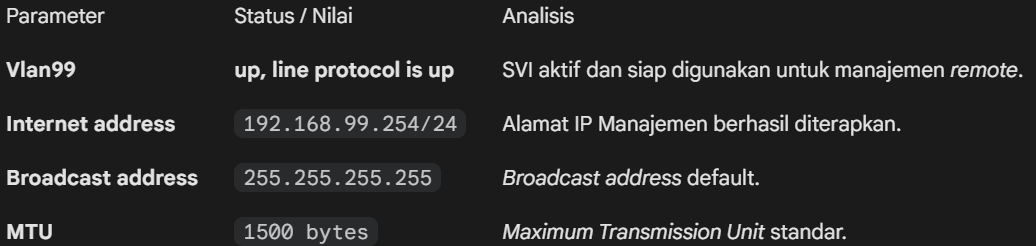 Parameter Status / Nilai Analisis
Vlan99 up, line protocol is up SVI aktif dan siap digunakan untuk manajemen remote.
Internet address 192.168.99.254/24 Alamat IP Manajemen berhasil diterapkan.
Broadcast address 255.255.255.255 Broadcast address default.
MTU 1500 bytes Maximum Transmission Unit standar.